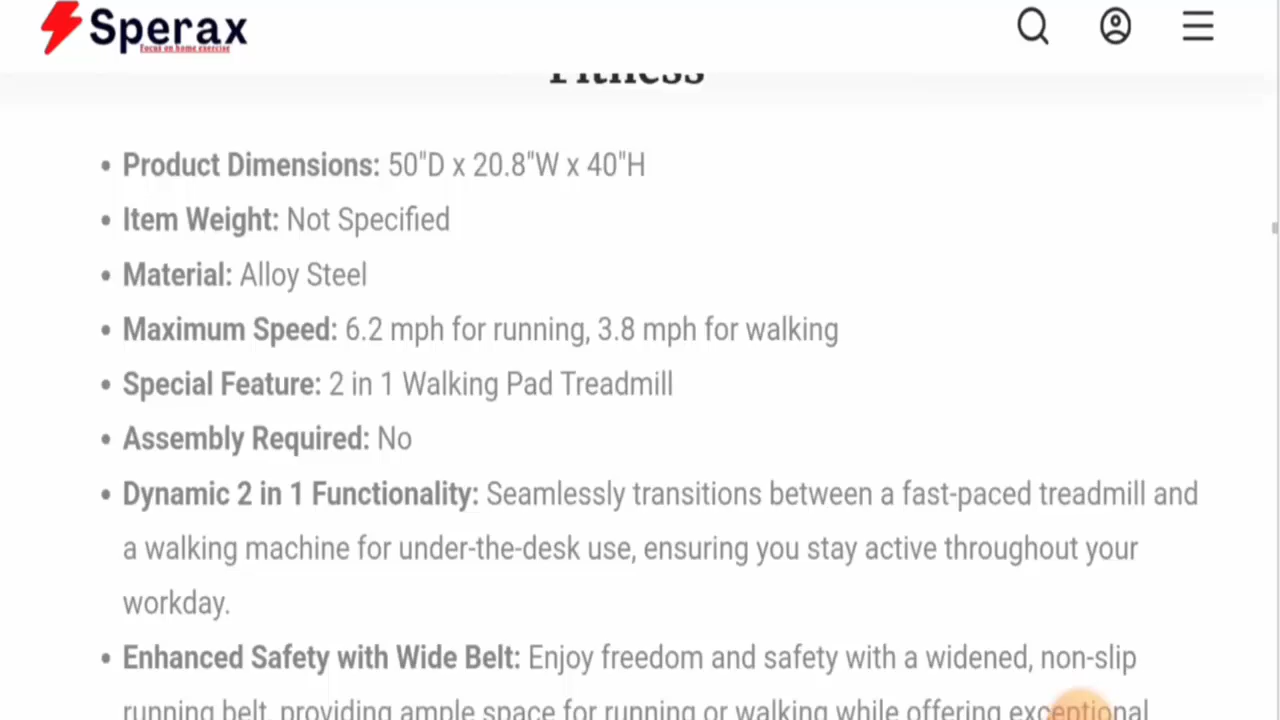 Sperax
Focus on home exercise
Fitness
• Product Dimensions: 50"D x 20.8"W x 40"H
• Item Weight: Not Specified
• Material: Alloy Steel
• Maximum Speed: 6.2 mph for running, 3.8 mph for walking
• Special Feature: 2 in 1 Walking Pad Treadmill
• Assembly Required: No
• Dynamic 2 in 1 Functionality: Seamlessly transitions between a fast-paced treadmill and
a walking machine for under-the-desk use, ensuring you stay active throughout your
workday.
• Enhanced Safety with Wide Belt: Enjoy freedom and safety with a widened, non-slip
running belt, providing ample space for running or walking while offering exceptional